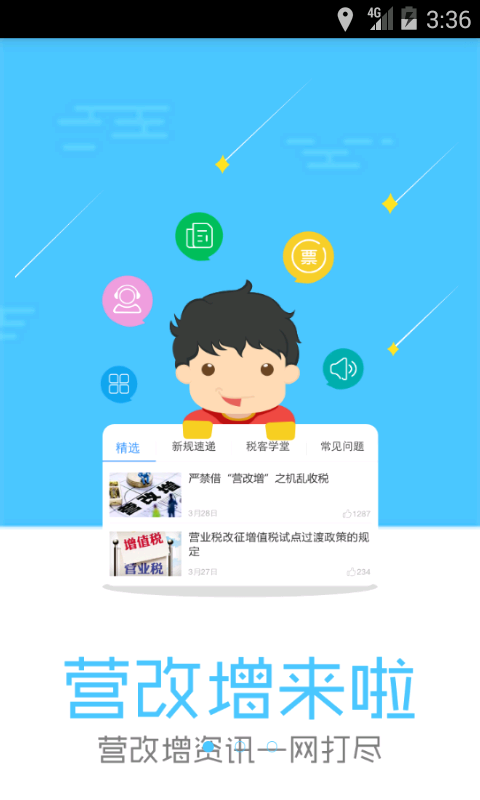 4G 3:36
票
精选 新规速递 税客学堂 常见问题
营改增
严禁借“营改增”之机乱收税
3月28日 1287
增值税
营业税
营业税改征增值税试点过渡政策的规
定
3月27日 234
营改增来啦
营改增资讯一网打尽